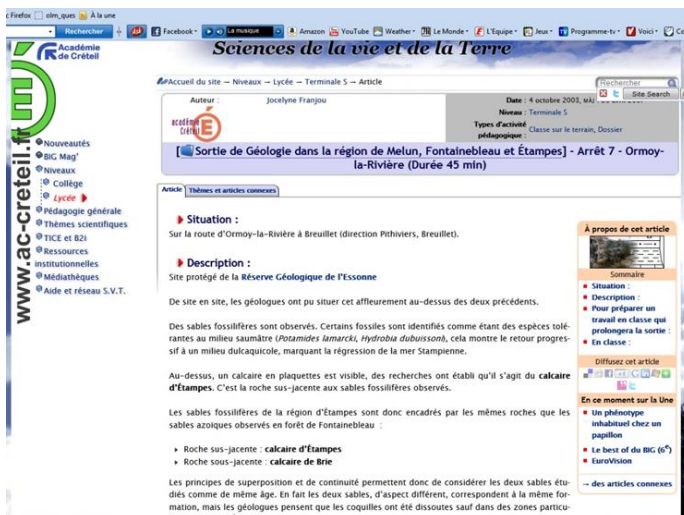 Firefox olm_ques À la une
Rechercher Facebook La musique Amazon YouTube Weather Le Monde L'Equipe Jeux Programme-tv Voici
Académie
de Créteil
Sciences de la vie et de la Terre
Accueil du site → Niveaux → Lycée → Terminale S → Article
Rechercher
Site Search
Auteur : Jocelyne Franjou
académie
Créteil
Date : 4 octobre 2003,
Niveau : Terminale S
Types d'activité
pédagogique : Classe sur le terrain, Dossier
[Sortie de Géologie dans la région de Melun, Fontainebleau et Étampes] - Arrêt 7 - Ormoy-
la-Rivière (Durée 45 min)
www.ac-creteil.fr
Nouveautés
BIG Mag'
Niveaux
Collège
Lycée
Pédagogie générale
Thèmes scientifiques
TICE et B2i
Ressources
institutionnelles
Médiathèques
Aide et réseau S.V.T.
Article Thèmes et articles connexes
Situation :
Sur la route d'Ormoy-la-Rivière à Breuillet (direction Pithiviers, Breuillet).
Description :
Site protégé de la Réserve Géologique de l'Essonne
De site en site, les géologues ont pu situer cet affleurement au-dessus des deux précédents.
Des sables fossilifères sont observés. Certains fossiles sont identifiés comme étant des espèces tolé-
rantes au milieu saumâtre (Potamides lamarcki, Hydrobia dubuisson), cela montre le retour progres-
sif à un milieu dulcaquicole, marquant la régression de la mer Stampienne.
Au-dessus, un calcaire en plaquettes est visible, des recherches ont établi qu'il s'agit du calcaire
d'Étampes. C'est la roche sus-jacente aux sables fossilifères observés.
Les sables fossilifères de la région d'Étampes sont donc encadrés par les mêmes roches que les
sables azoïques observés en forêt de Fontainebleau :
Roche sus-jacente : calcaire d'Étampes
Roche sous-jacente : calcaire de Brie
Les principes de superposition et de continuité permettent donc de considérer les deux sables étu-
diés comme de même âge. En fait les deux sables, d'aspect différent, correspondent à la même for-
mation, mais les géologues pensent que les coquilles ont été dissoutes sauf dans des zones particu-
À propos de cet article
Sommaire
Situation :
Description :
Pour préparer un
travail en classe qui
prolongera la sortie :
En classe :
Diffusez cet article
En ce moment sur la Une
Un phénotype
inhabituel chez un
papillon
Le best of du BIG (6e)
EuroVision
→ des articles connexes